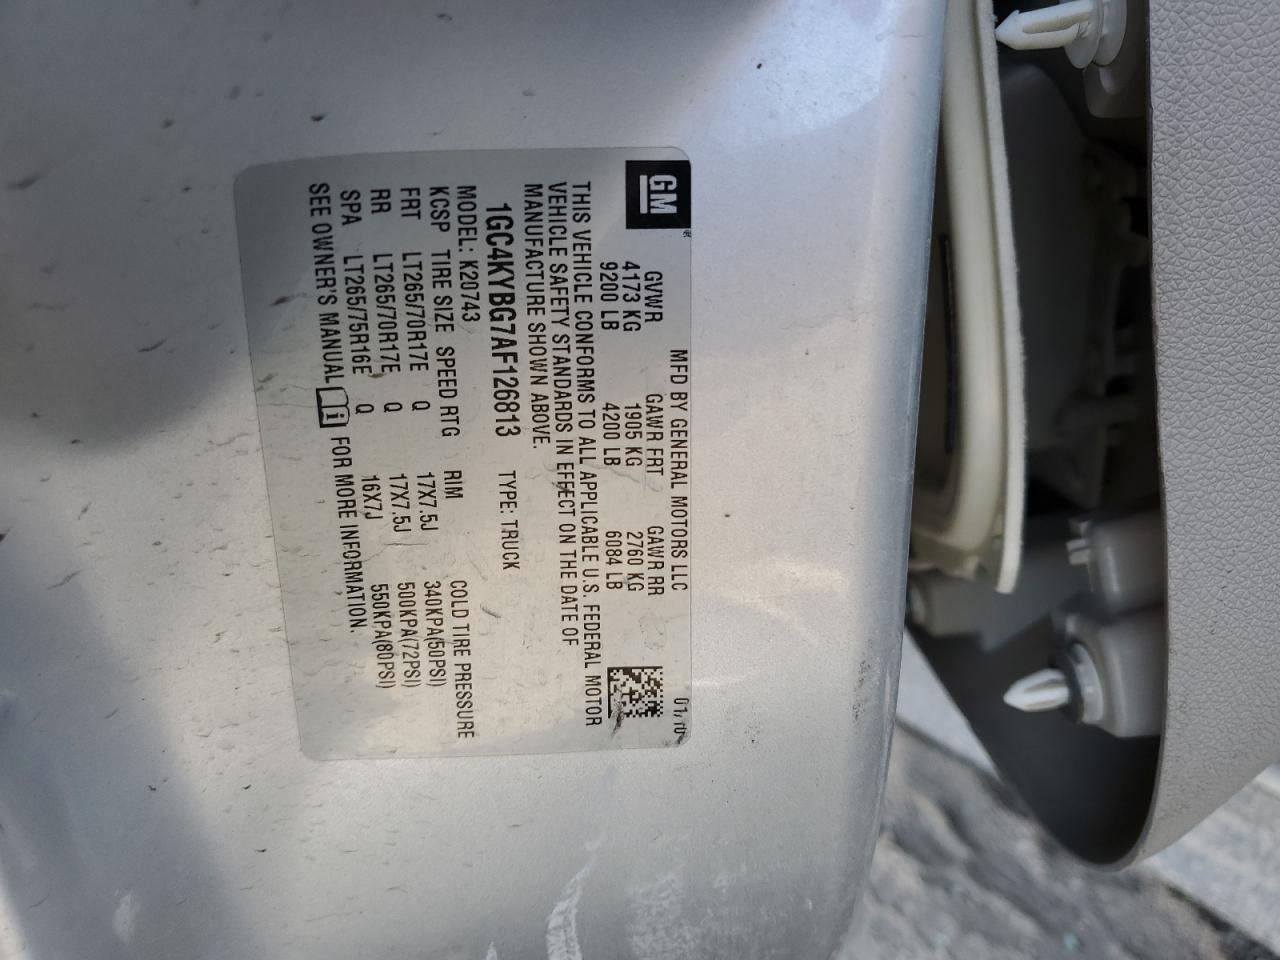 GM
MFD BY GENERAL MOTORS LLC 01/10
GVWR GAWR FRT GAWR RR
4173 KG 1905 KG 2760 KG
9200 LB 4200 LB 6084 LB
THIS VEHICLE CONFORMS TO ALL APPLICABLE U.S. FEDERAL MOTOR
VEHICLE SAFETY STANDARDS IN EFFECT ON THE DATE OF
MANUFACTURE SHOWN ABOVE.
1GC4KYBG7AF126813 TYPE: TRUCK
MODEL: K20743
KCSP TIRE SIZE SPEED RTG RIM COLD TIRE PRESSURE
FRT LT265/70R17E Q 17X7.5J 340KPA(50PSI)
RR LT265/70R17E Q 17X7.5J 500KPA(72PSI)
SPA LT265/75R16E Q 16X7J 550KPA(80PSI)
SEE OWNER'S MANUAL i FOR MORE INFORMATION.